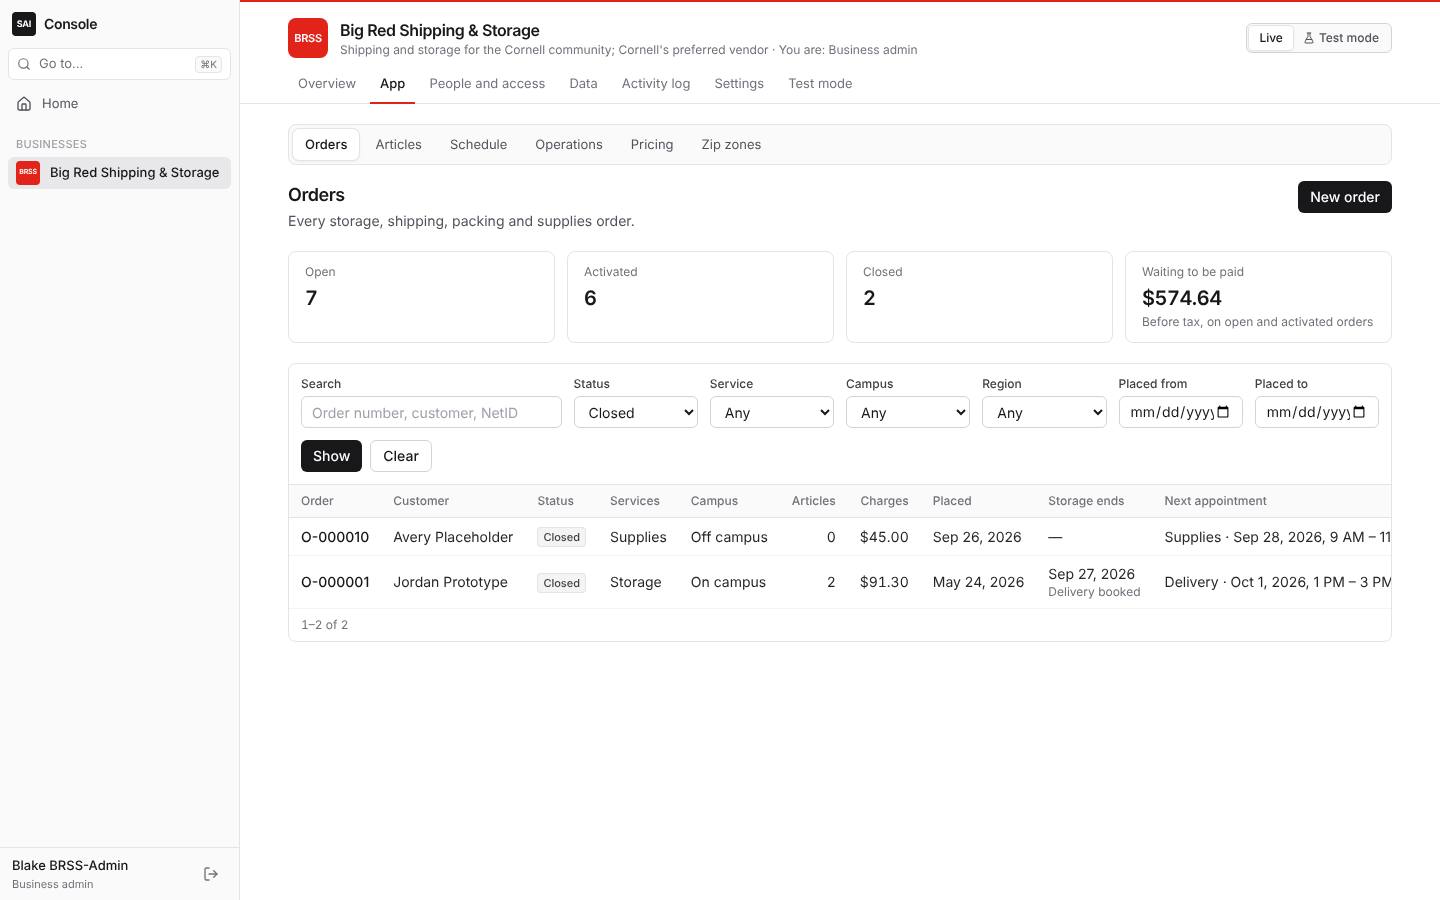 SAI Console
Go to... ⌘K
Home
BUSINESSES
BRSS Big Red Shipping & Storage
Blake BRSS-Admin
Business admin
BRSS
Big Red Shipping & Storage
Shipping and storage for the Cornell community; Cornell's preferred vendor · You are: Business admin
Live Test mode
Overview App People and access Data Activity log Settings Test mode
Orders Articles Schedule Operations Pricing Zip zones
Orders
Every storage, shipping, packing and supplies order.
New order
Open
7
Activated
6
Closed
2
Waiting to be paid
$574.64
Before tax, on open and activated orders
Search Status Service Campus Region Placed from Placed to
Order number, customer, NetID Closed Any Any Any mm/dd/yyyy mm/dd/yyyy
Show Clear
Order Customer Status Services Campus Articles Charges Placed Storage ends Next appointment
O-000010 Avery Placeholder Closed Supplies Off campus 0 $45.00 Sep 26, 2026 — Supplies · Sep 28, 2026, 9 AM – 11
O-000001 Jordan Prototype Closed Storage On campus 2 $91.30 May 24, 2026 Sep 27, 2026 Delivery · Oct 1, 2026, 1 PM – 3 PM
Delivery booked
1–2 of 2